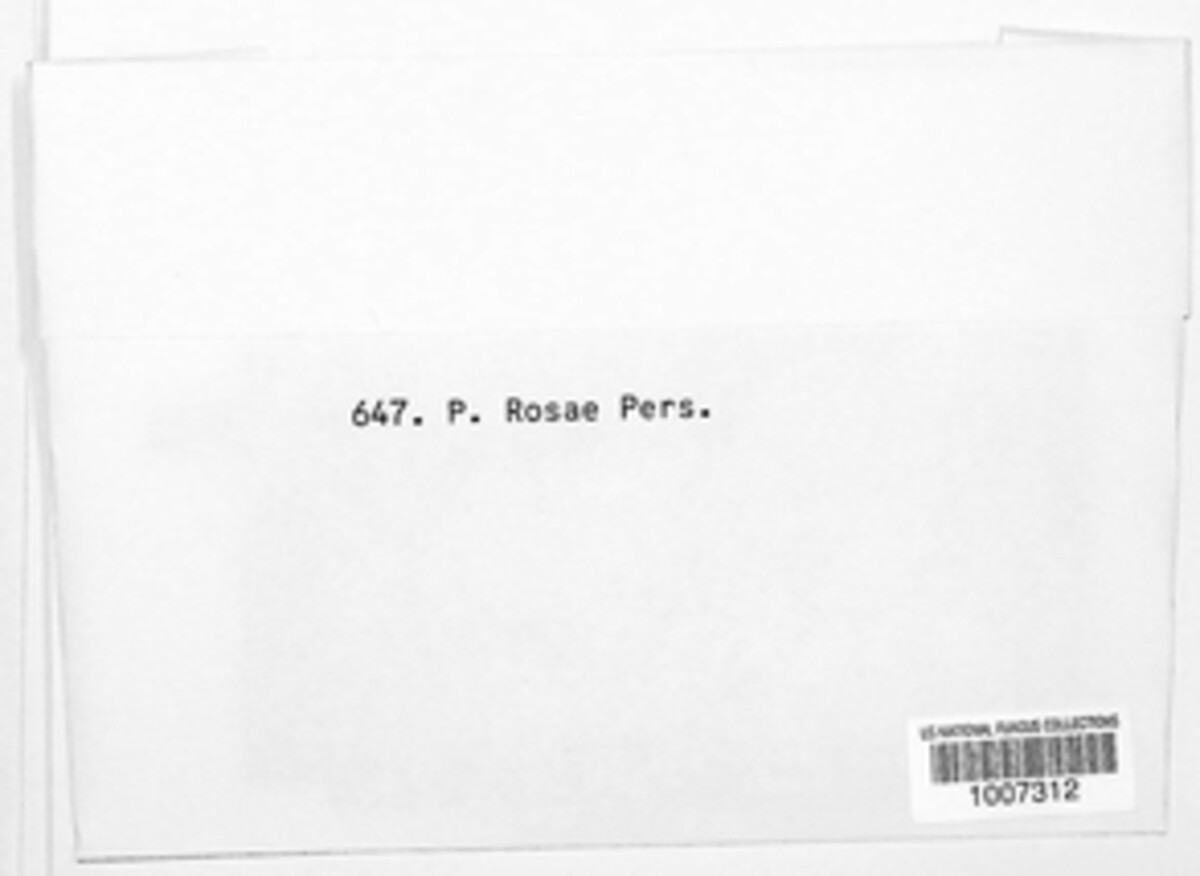 647. P. Rosae Pers.
US NATIONAL FUNGUS COLLECTIONS
1007312